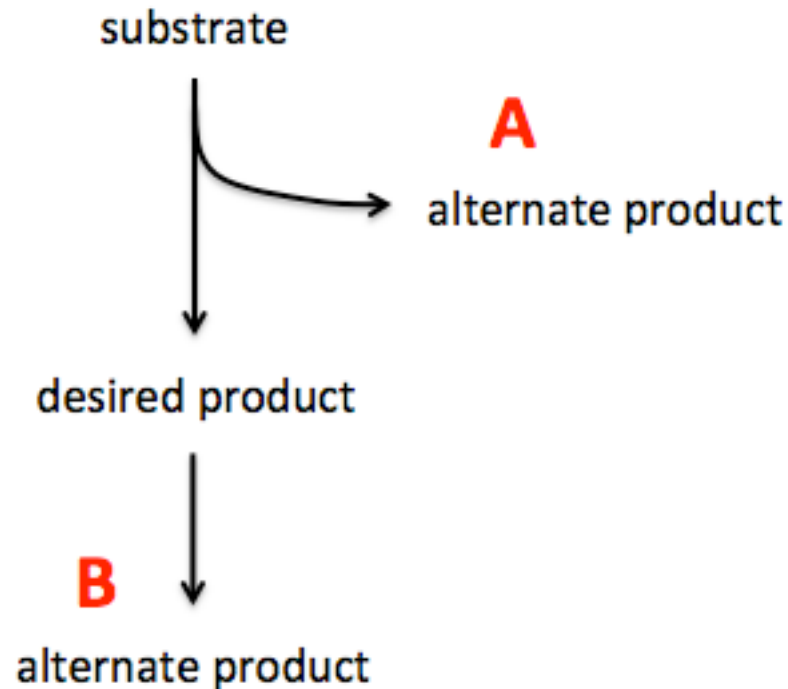 substrate
A
alternate product
desired product
B
alternate product